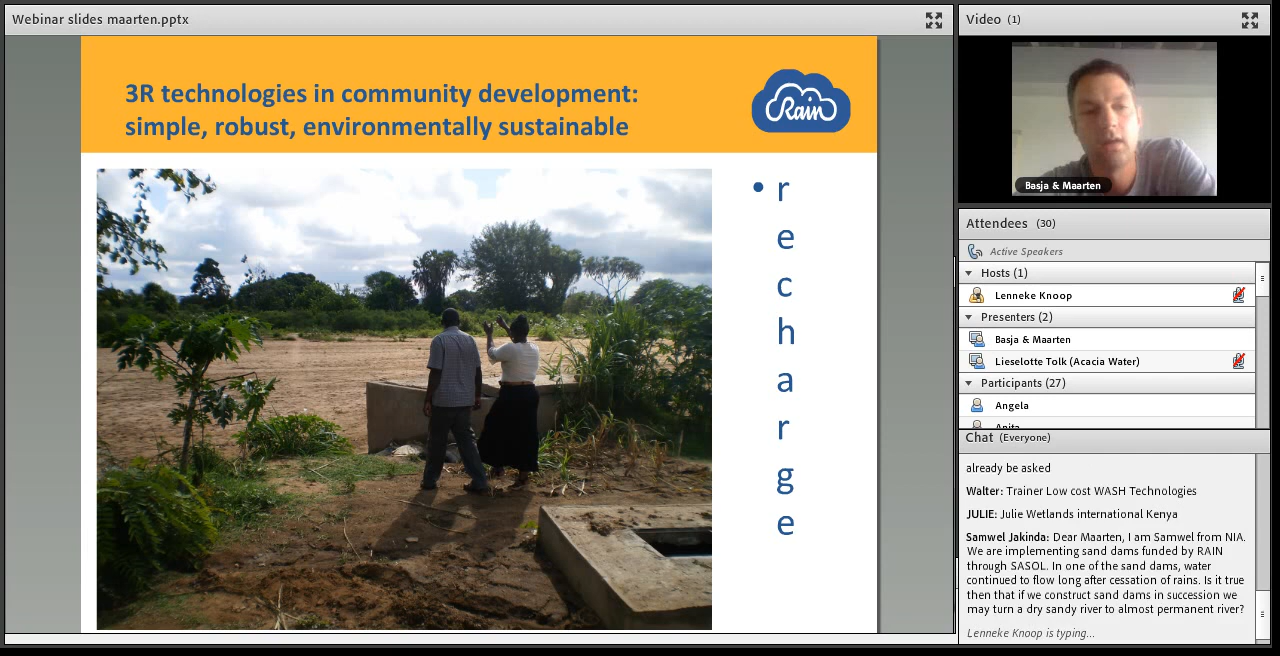 Webinar slides maarten.pptx
3R technologies in community development:
simple, robust, environmentally sustainable
Rain
• r
e
c
h
a
r
g
e
Video (1)
Basja & Maarten
Attendees (30)
Active Speakers
Hosts (1)
Lenneke Knoop
Presenters (2)
Basja & Maarten
Lieselotte Tolk (Acacia Water)
Participants (27)
Angela
Anita
Chat (Everyone)
already be asked
Walter: Trainer Low cost WASH Technologies
JULIE: Julie Wetlands international Kenya
Samwel Jakinda: Dear Maarten, I am Samwel from NIA.
We are implementing sand dams funded by RAIN
through SASOL. In one of the sand dams, water
continued to flow long after cessation of rains. Is it true
then that if we construct sand dams in succession we
may turn a dry sandy river to almost permanent river?
Lenneke Knoop is typing...